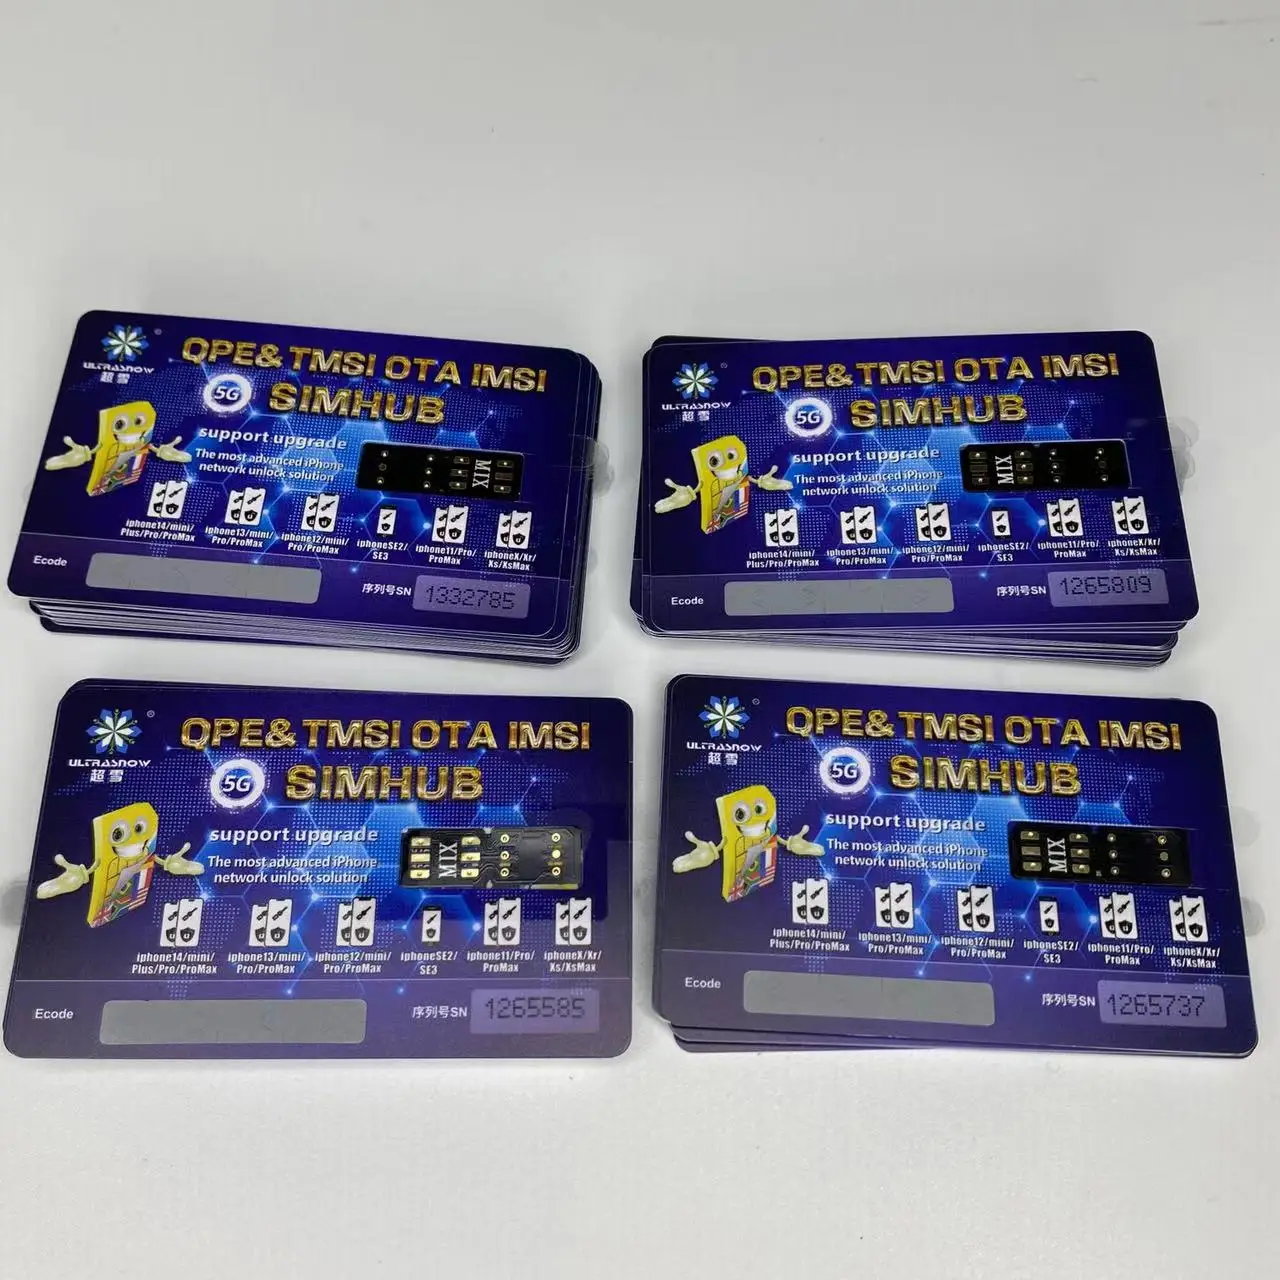 ULTRASNOW
超雪
QPE& TMSI OTA IMSI
SIMHUB
5G
support upgrade
The most advanced iPhone
network unlock solution
MIX
iphone14/mini/
Plus/Pro/ProMax
iphone13/mini/
Pro/ProMax
iphone12/mini/
Pro/ProMax
iphoneSE2/
SE3
iphone11/Pro/
ProMax
iphoneX/Xr/
Xs/XsMax
Ecode
序列号SN 1332785
ULTRASNOW
超雪
QPE& TMSI OTA IMSI
SIMHUB
5G
support upgrade
The most advanced iPhone
network unlock solution
MIX
iphone14/mini/
Plus/Pro/ProMax
iphone13/mini/
Pro/ProMax
iphone12/mini/
Pro/ProMax
iphoneSE2/
SE3
iphone11/Pro/
ProMax
iphoneX/Xr/
Xs/XsMax
Ecode
序列号SN 1265809
ULTRASNOW
超雪
QPE& TMSI OTA IMSI
SIMHUB
5G
support upgrade
The most advanced iPhone
network unlock solution
MIX
iphone14/mini/
Plus/Pro/ProMax
iphone13/mini/
Pro/ProMax
iphone12/mini/
Pro/ProMax
iphoneSE2/
SE3
iphone11/Pro/
ProMax
iphoneX/Xr/
Xs/XsMax
Ecode
序列号SN 1265585
ULTRASNOW
超雪
QPE& TMSI OTA IMSI
SIMHUB
5G
support upgrade
The most advanced iPhone
network unlock solution
MIX
iphone14/mini/
Plus/Pro/ProMax
iphone13/mini/
Pro/ProMax
iphone12/mini/
Pro/ProMax
iphoneSE2/
SE3
iphone11/Pro/
ProMax
iphoneX/Xr/
Xs/XsMax
Ecode
序列号SN 1265737